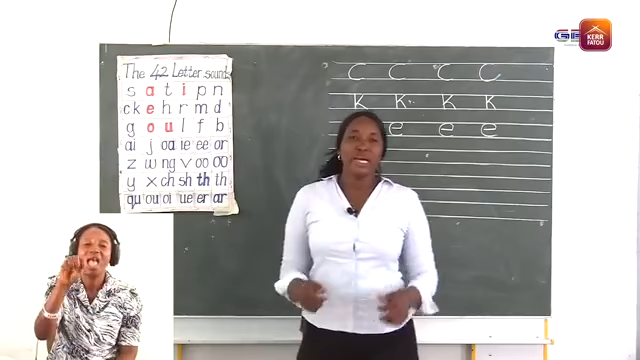 The 42 Letter sounds
s a t i p n
ck e h r m d
g o u l f b
ai j oa ie ee or
z w ng v oo oo
y x ch sh th th
qu ou oi ue er ar
c c c c
k k k k
e e e
KERR
FATOU